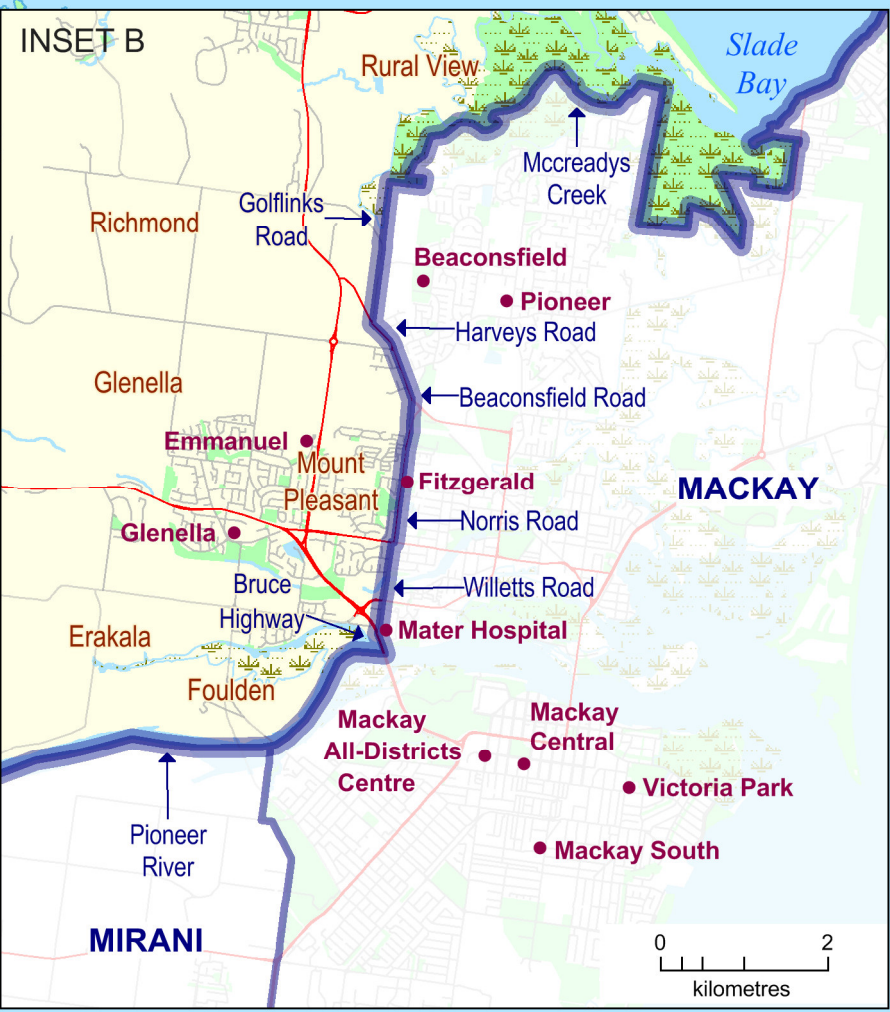 INSET B
Slade
Bay
Rural View
Mccreadys
Creek
Golflinks
Road
Richmond
Beaconsfield
Pioneer
Harveys Road
Glenella
Beaconsfield Road
Emmanuel
Mount
Pleasant
Fitzgerald
MACKAY
Norris Road
Glenella
Bruce
Highway
Willetts Road
Erakala
Mater Hospital
Foulden
Mackay
All-Districts
Centre
Mackay
Central
Victoria Park
Pioneer
River
Mackay South
MIRANI
0 2
kilometres